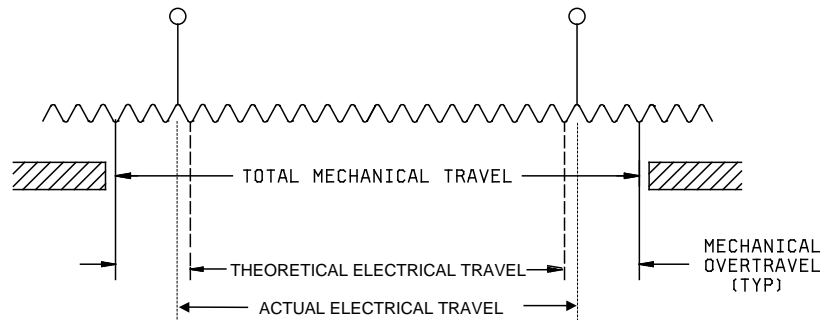 TOTAL MECHANICAL TRAVEL
THEORETICAL ELECTRICAL TRAVEL
MECHANICAL
OVERTRAVEL
(TYP)
ACTUAL ELECTRICAL TRAVEL